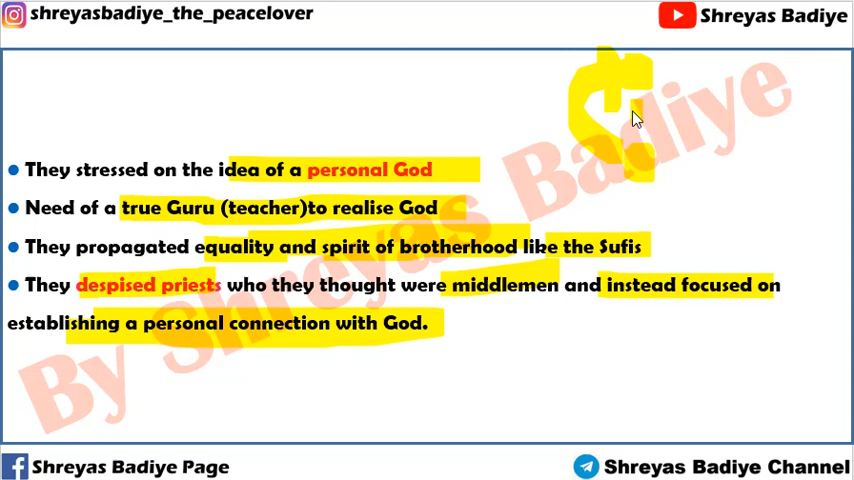 shreyasbadiye_the_peacelover
Shreyas Badiye
• They stressed on the idea of a personal God
• Need of a true Guru (teacher)to realise God
• They propagated equality and spirit of brotherhood like the Sufis
• They despised priests who they thought were middlemen and instead focused on
establishing a personal connection with God.
By Shreyas Badiye
Shreyas Badiye Page
Shreyas Badiye Channel